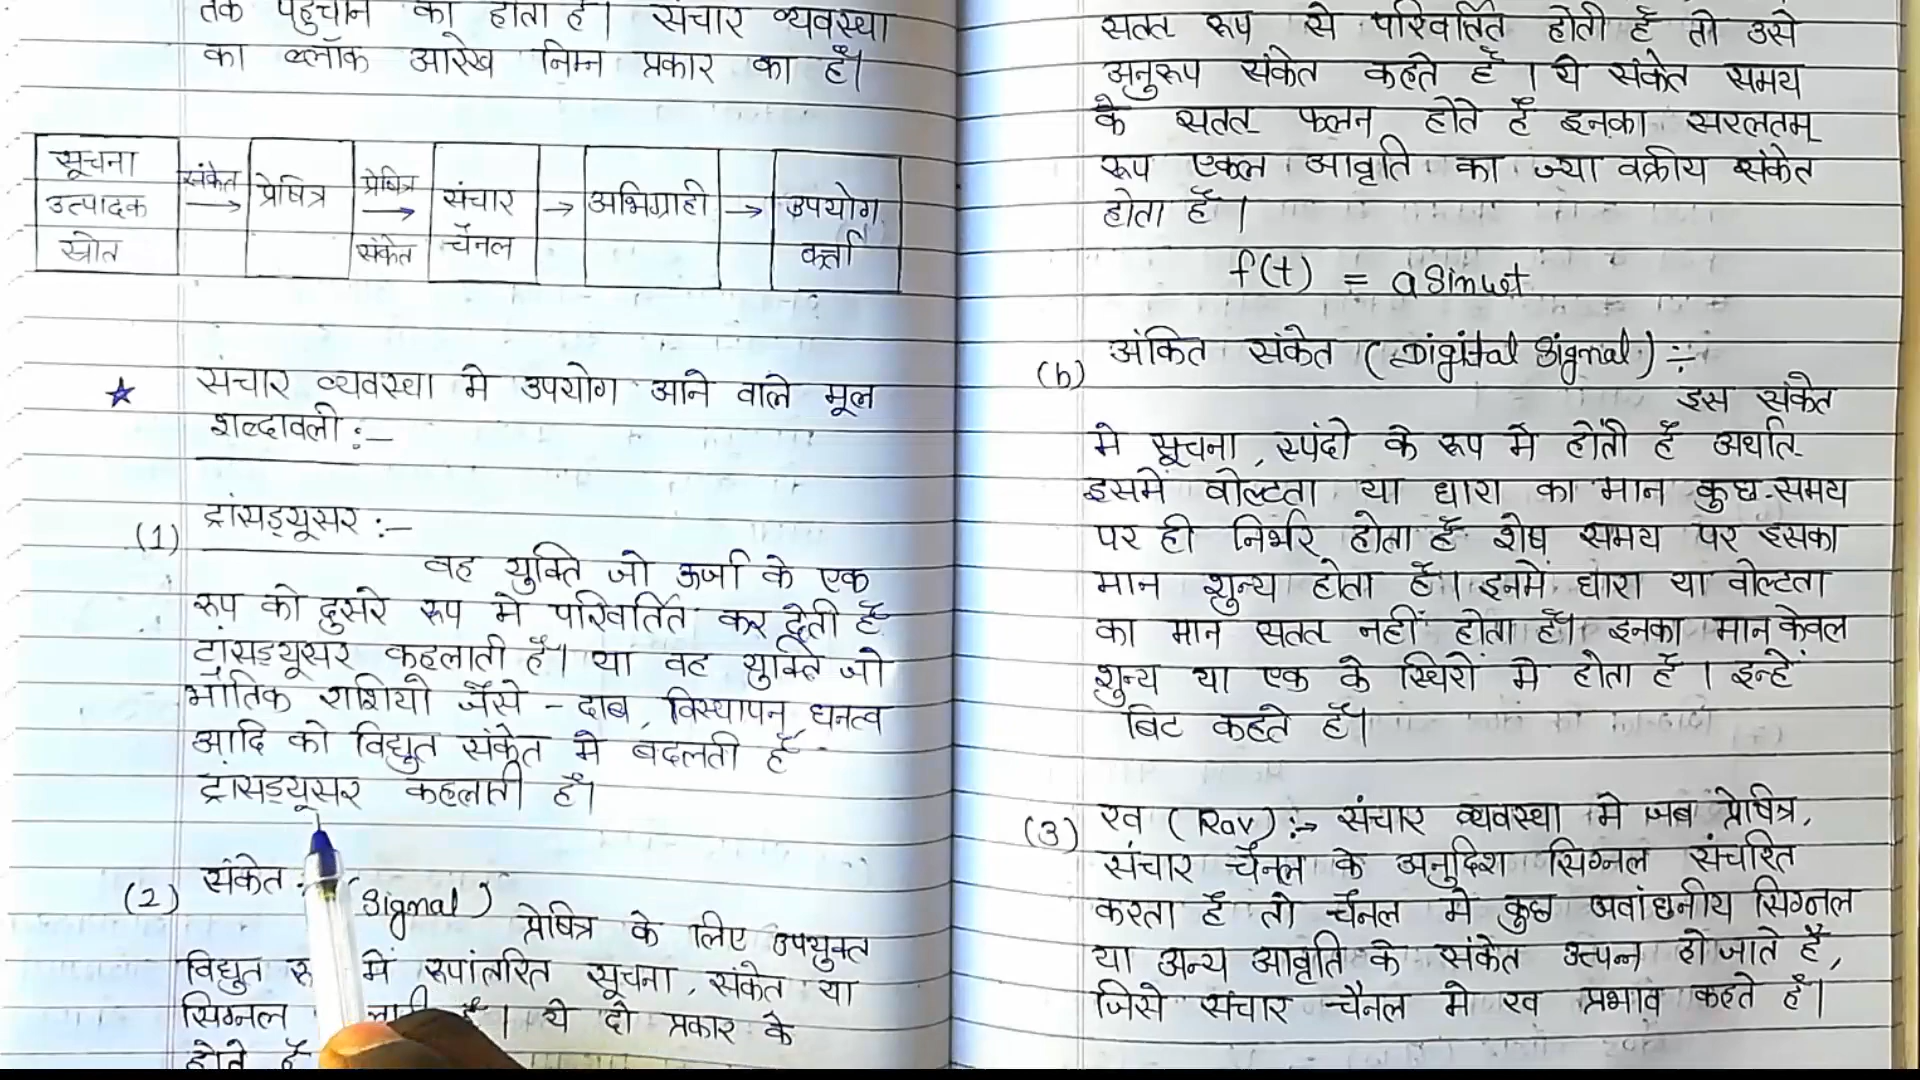 तक पहुंचाने का होता है। संचार व्यवस्था
का ब्लॉक आरेख निम्न प्रकार का है।
सूचना
उत्पादक
स्रोत
संकेत
→
प्रेषित्र
प्रेषित्र
→
संकेत
संचार
चैनल
→
अभिग्राही
→
उपयोग
कर्त्ता
★ संचार व्यवस्था मे उपयोग आने वाले मूल
शब्दावली :-
(1) ट्रांसड्यूसर :-
वह युक्ति जो ऊर्जा के एक
रूप को दुसरे रूप मे परिवर्तित कर देती है
ट्रांसड्यूसर कहलाती है। या वह युक्ति जो
भौतिक राशियो जैसे - दाब, विस्थापन, घनत्व
आदि को विद्युत संकेत मे बदलती है
ट्रांसड्यूसर कहलाती है।
(2) संकेत : (Signal)
प्रेषित्र के लिए उपयुक्त
विद्युत में रूपांतरित सूचना, संकेत या
सिग्नल है। ये दो प्रकार के
होते है
सतत रूप से परिवर्तित होती है तो उसे
अनुरूप संकेत कहते है। ये संकेत समय
के सतत फलन होते है इनका सरलतम्
रूप एकल आवृति का ज्या वक्रीय संकेत
होता है।
f(t) = a Sinωt
(b) अंकित संकेत (Digital Signal) ÷
इस संकेत
मे सूचना, स्पंदो के रूप मे होती है अर्थात
इसमें वोल्टता या धारा का मान कुछ समय
पर ही निर्भर होता है शेष समय पर इसका
मान शुन्य होता है। इनमें धारा या वोल्टता
का मान सतत नहीं होता है। इनका मान केवल
शुन्य या एक के स्थिरो मे होता है। इन्हें
बिट कहते है।
(3) रव (Rav) :→ संचार व्यवस्था मे जब प्रेषित्र,
संचार चैनल के अनुदिश सिग्नल संचरित
करता है तो चैनल मे कुछ अवांछनीय सिग्नल
या अन्य आवृति के संकेत उत्पन्न हो जाते है,
जिसे संचार चैनल मे रव प्रभाव कहते है।